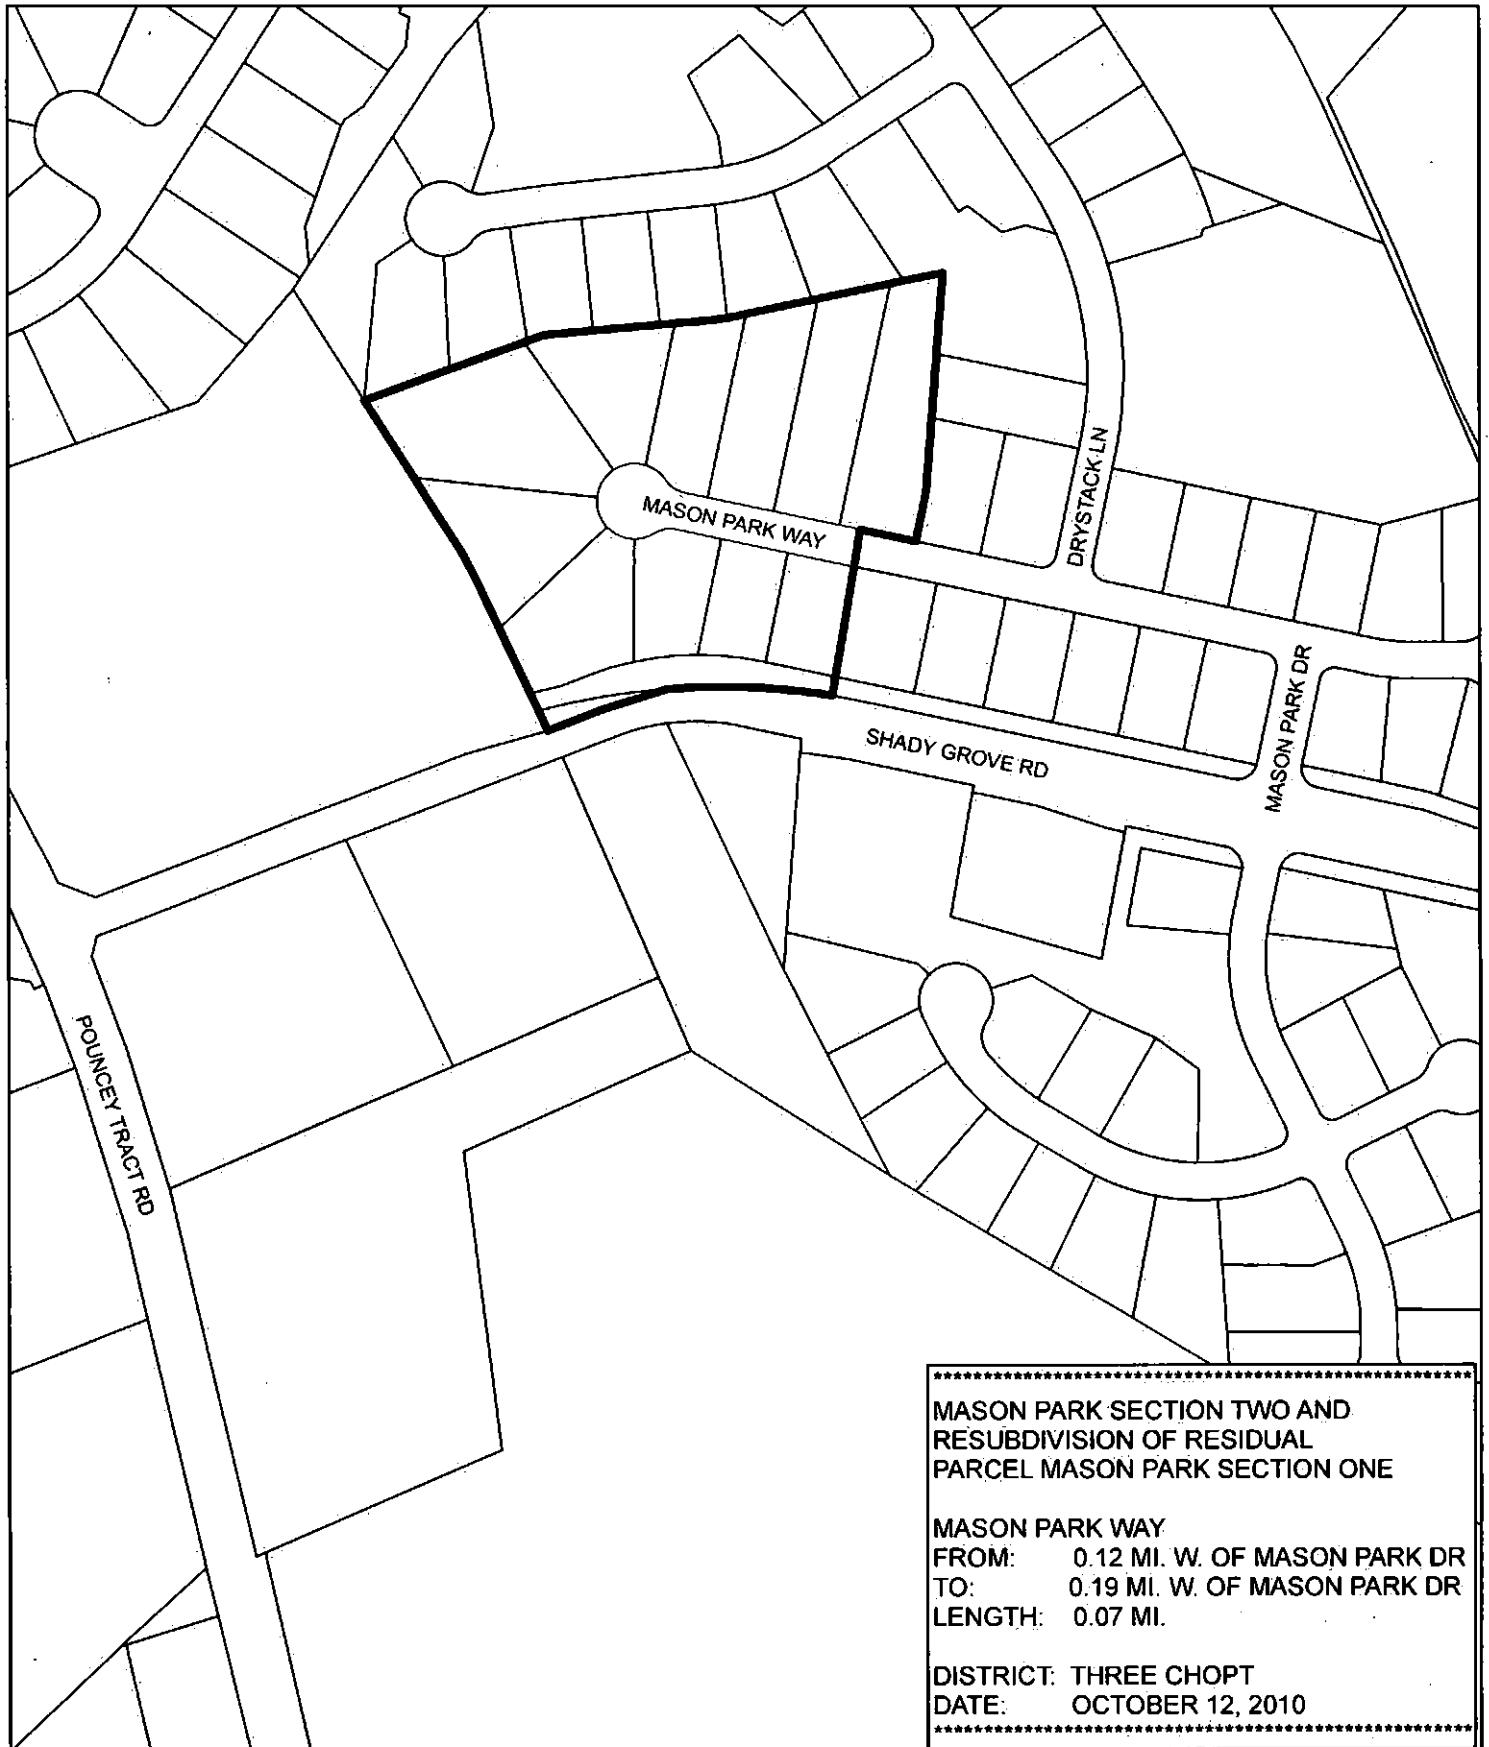 DRYSTACK LN
MASON PARK WAY
MASON PARK DR
SHADY GROVE RD
POUNCEY TRACT RD
MASON PARK SECTION TWO AND
RESUBDIVISION OF RESIDUAL
PARCEL MASON PARK SECTION ONE
MASON PARK WAY
FROM: 0.12 MI. W. OF MASON PARK DR
TO: 0.19 MI. W. OF MASON PARK DR
LENGTH: 0.07 MI.
DISTRICT: THREE CHOPT
DATE: OCTOBER 12, 2010